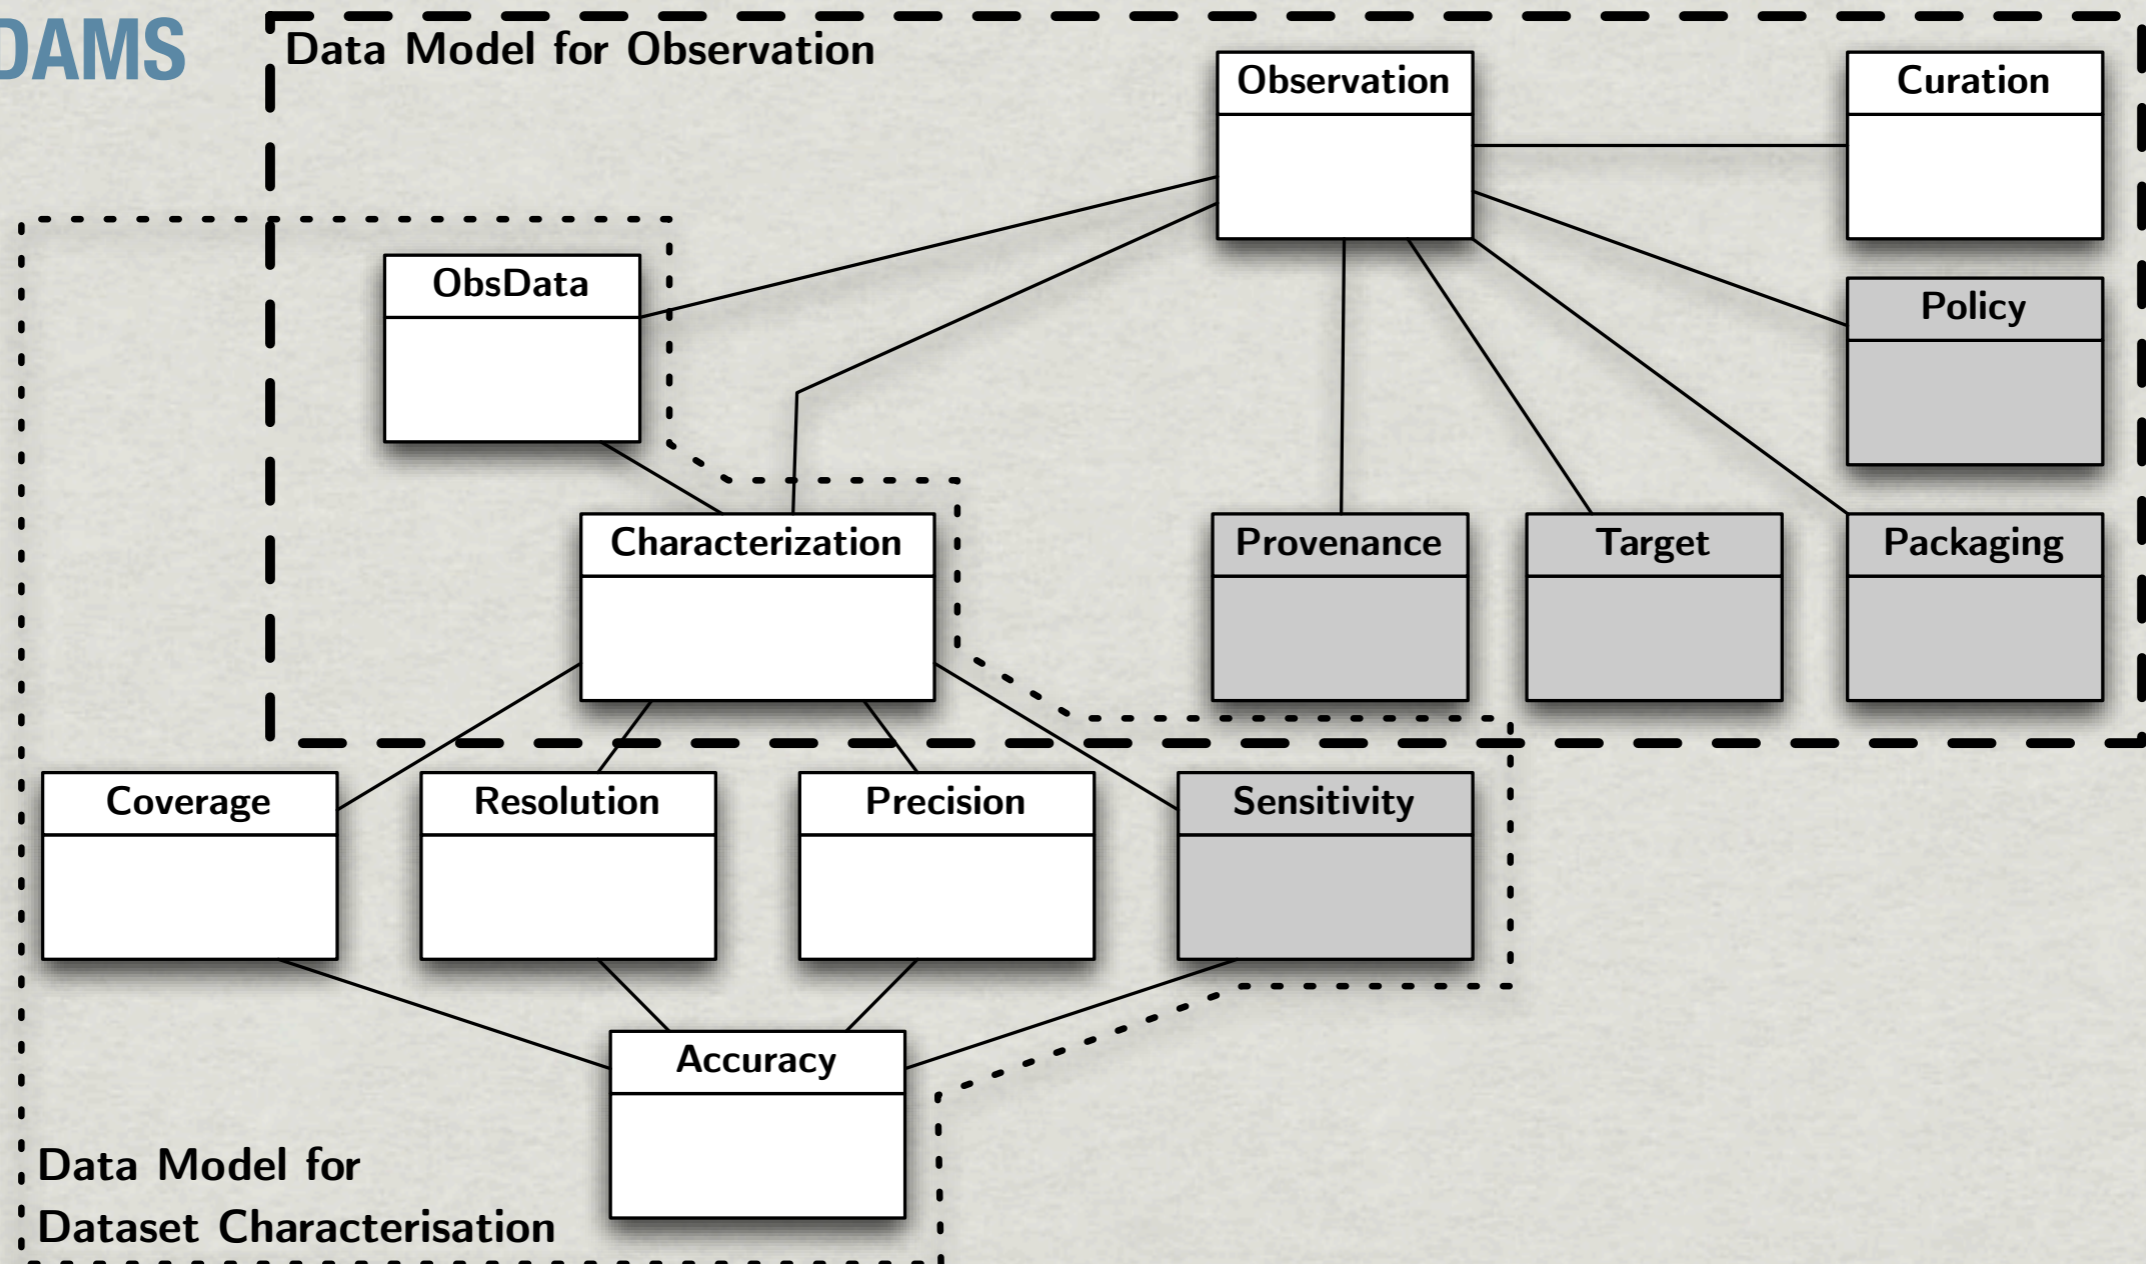 DAMS
Data Model for Observation
Observation
Curation
ObsData
Policy
Characterization
Provenance
Target
Packaging
Coverage
Resolution
Precision
Sensitivity
Accuracy
Data Model for
Dataset Characterisation